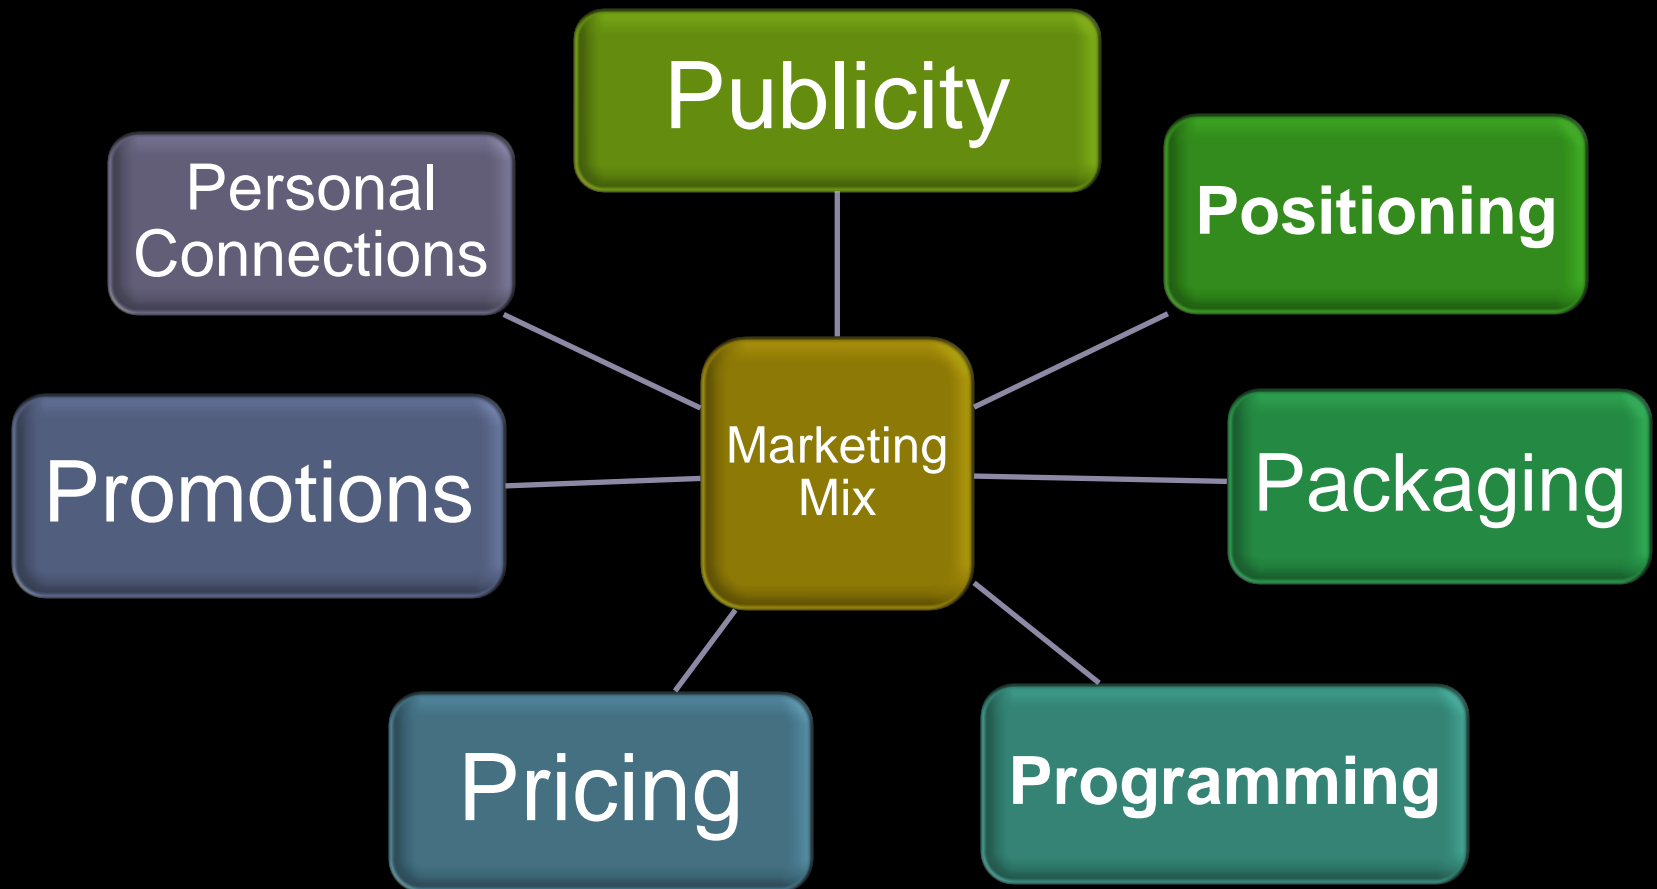 Publicity
Personal
Connections
Positioning
Marketing
Mix
Promotions
Packaging
Pricing
Programming